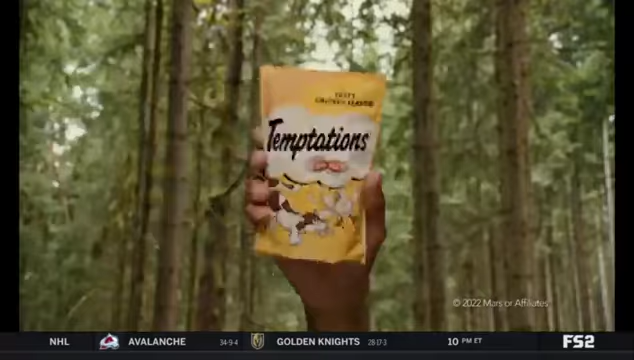 TASTY
CHICKEN FLAVOR
Temptations
© 2022 Mars or Affiliates
NHL AVALANCHE 34-9-4 GOLDEN KNIGHTS 28-17-3 10 PM ET FS2